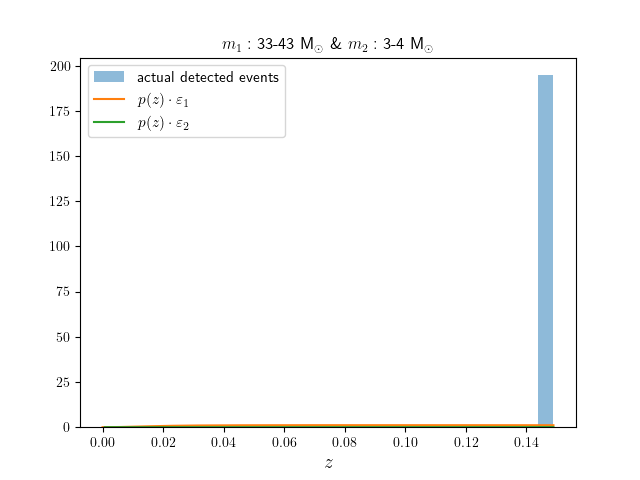 m₁ : 33-43 M☉ & m₂ : 3-4 M☉
200
175
150
125
100
75
50
25
0
actual detected events
p(z) · ε₁
p(z) · ε₂
0.00 0.02 0.04 0.06 0.08 0.10 0.12 0.14
z